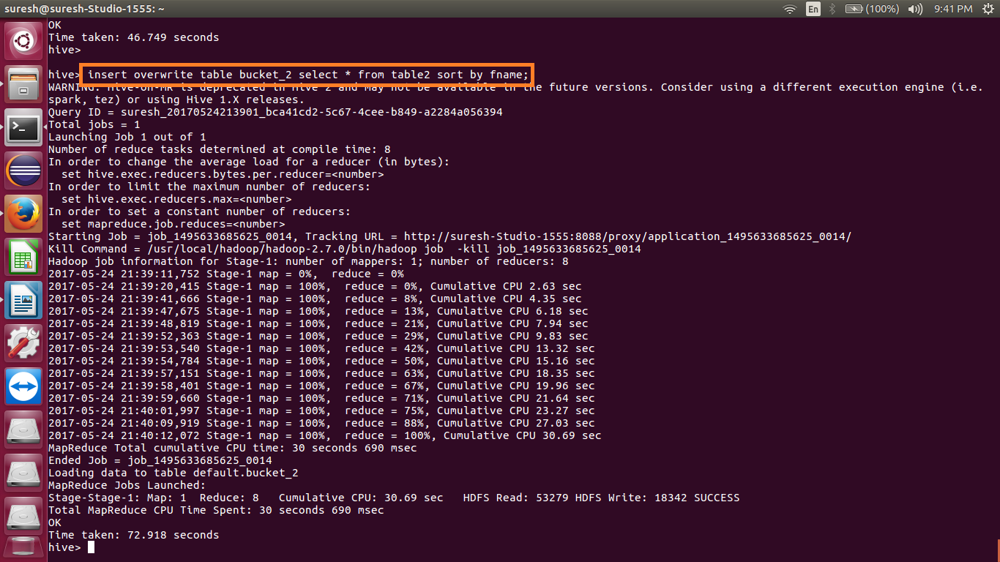 suresh@suresh-Studio-1555: ~
En (100%) 9:41 PM
OK
Time taken: 46.749 seconds
hive>
hive> insert overwrite table bucket_2 select * from table2 sort by fname;
WARNING: Hive-on-MR is deprecated in Hive 2 and may not be available in the future versions. Consider using a different execution engine (i.e.
spark, tez) or using Hive 1.X releases.
Query ID = suresh_20170524213901_bca41cd2-5c67-4cee-b849-a2284a056394
Total jobs = 1
Launching Job 1 out of 1
Number of reduce tasks determined at compile time: 8
In order to change the average load for a reducer (in bytes):
  set hive.exec.reducers.bytes.per.reducer=<number>
In order to limit the maximum number of reducers:
  set hive.exec.reducers.max=<number>
In order to set a constant number of reducers:
  set mapreduce.job.reduces=<number>
Starting Job = job_1495633685625_0014, Tracking URL = http://suresh-Studio-1555:8088/proxy/application_1495633685625_0014/
Kill Command = /usr/local/hadoop/hadoop-2.7.0/bin/hadoop job  -kill job_1495633685625_0014
Hadoop job information for Stage-1: number of mappers: 1; number of reducers: 8
2017-05-24 21:39:11,752 Stage-1 map = 0%,  reduce = 0%
2017-05-24 21:39:20,415 Stage-1 map = 100%,  reduce = 0%, Cumulative CPU 2.63 sec
2017-05-24 21:39:41,666 Stage-1 map = 100%,  reduce = 8%, Cumulative CPU 4.35 sec
2017-05-24 21:39:47,675 Stage-1 map = 100%,  reduce = 13%, Cumulative CPU 6.18 sec
2017-05-24 21:39:48,819 Stage-1 map = 100%,  reduce = 21%, Cumulative CPU 7.94 sec
2017-05-24 21:39:52,363 Stage-1 map = 100%,  reduce = 29%, Cumulative CPU 9.83 sec
2017-05-24 21:39:53,540 Stage-1 map = 100%,  reduce = 42%, Cumulative CPU 13.32 sec
2017-05-24 21:39:54,784 Stage-1 map = 100%,  reduce = 50%, Cumulative CPU 15.16 sec
2017-05-24 21:39:57,151 Stage-1 map = 100%,  reduce = 63%, Cumulative CPU 18.35 sec
2017-05-24 21:39:58,401 Stage-1 map = 100%,  reduce = 67%, Cumulative CPU 19.96 sec
2017-05-24 21:39:59,660 Stage-1 map = 100%,  reduce = 71%, Cumulative CPU 21.64 sec
2017-05-24 21:40:01,997 Stage-1 map = 100%,  reduce = 75%, Cumulative CPU 23.27 sec
2017-05-24 21:40:09,919 Stage-1 map = 100%,  reduce = 88%, Cumulative CPU 27.03 sec
2017-05-24 21:40:12,072 Stage-1 map = 100%,  reduce = 100%, Cumulative CPU 30.69 sec
MapReduce Total cumulative CPU time: 30 seconds 690 msec
Ended Job = job_1495633685625_0014
Loading data to table default.bucket_2
MapReduce Jobs Launched:
Stage-Stage-1: Map: 1  Reduce: 8   Cumulative CPU: 30.69 sec   HDFS Read: 53279 HDFS Write: 18342 SUCCESS
Total MapReduce CPU Time Spent: 30 seconds 690 msec
OK
Time taken: 72.918 seconds
hive>